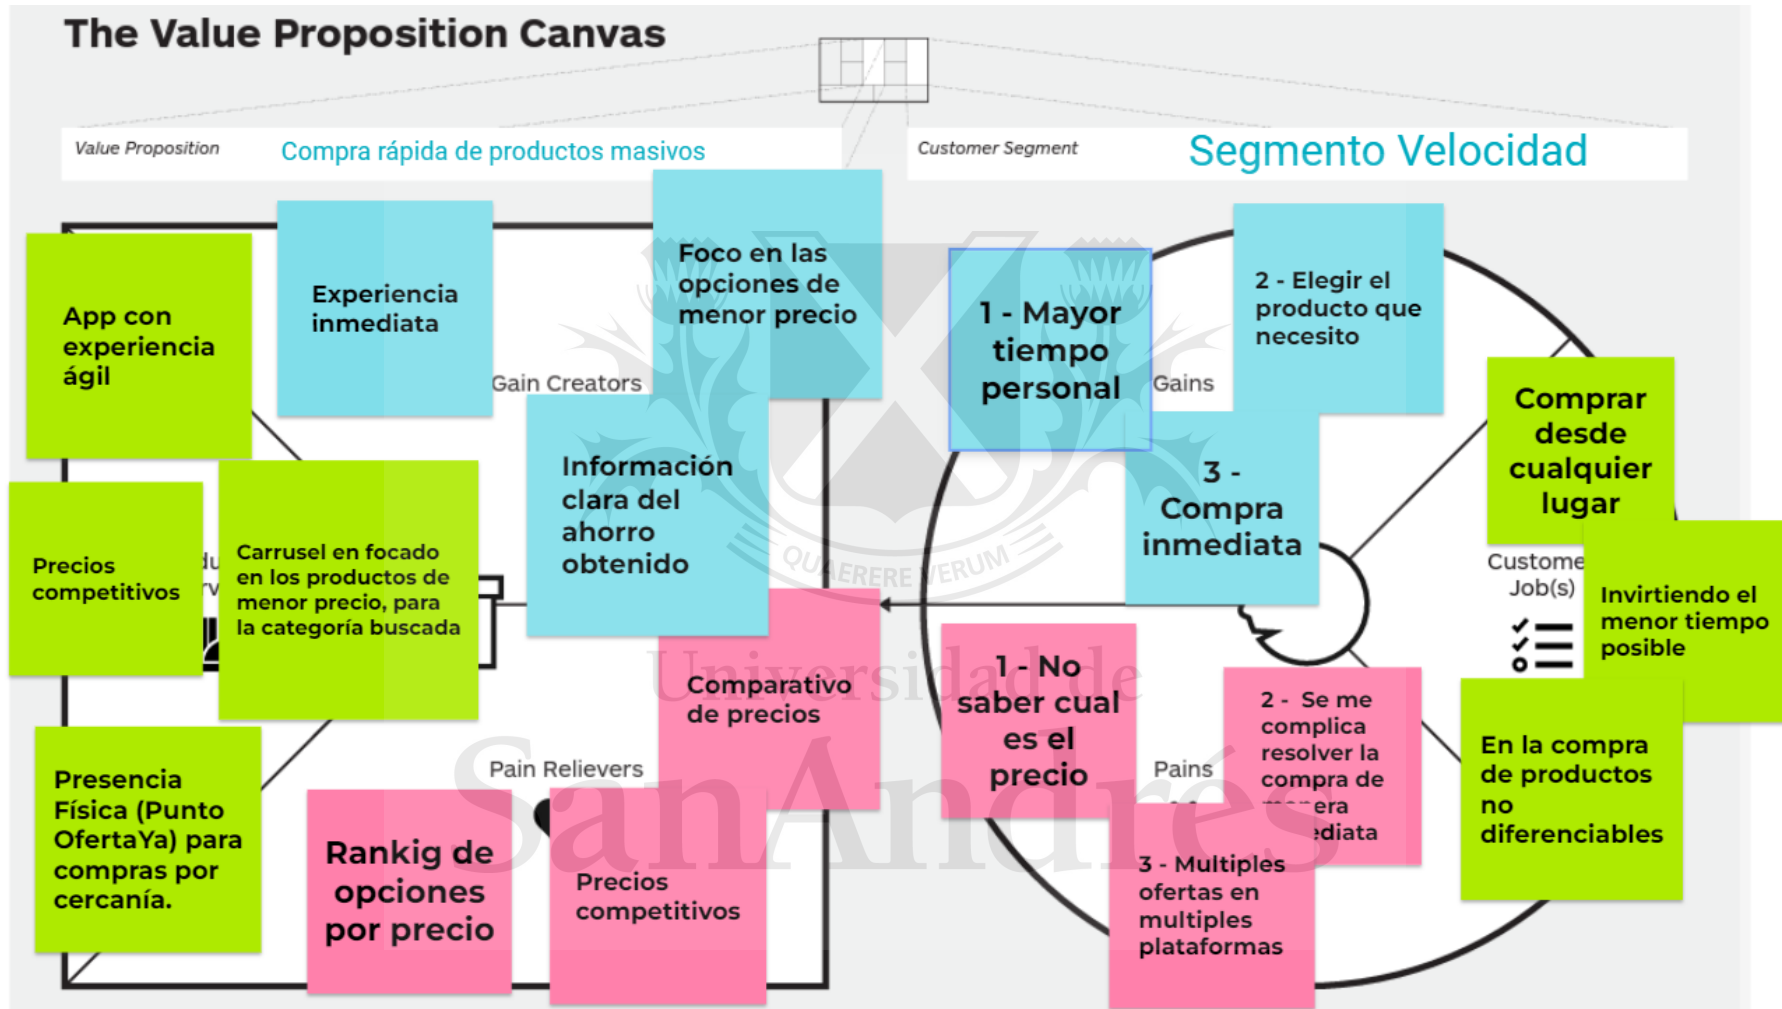 The Value Proposition Canvas
Value Proposition
Compra rápida de productos masivos
Customer Segment
Segmento Velocidad
App con
experiencia
ágil
Experiencia
inmediata
Foco en las
opciones de
menor precio
Gain Creators
Información
clara del
ahorro
obtenido
Precios
competitivos
Carrusel en focado
en los productos de
menor precio, para
la categoría buscada
Presencia
Física (Punto
OfertaYa) para
compras por
cercanía.
Comparativo
de precios
Pain Relievers
Rankig de
opciones
por precio
Precios
competitivos
1 - Mayor
tiempo
personal
Gains
2 - Elegir el
producto que
necesito
3 -
Compra
inmediata
Comprar
desde
cualquier
lugar
Customer
Job(s)
Invirtiendo el
menor tiempo
posible
En la compra
de productos
no
diferenciables
1 - No
saber cual
es el
precio
Pains
2 - Se me
complica
resolver la
compra de
3 - Multiples
ofertas en
multiples
plataformas
QUAERERE VERUM
Universidad de
SanAndrés